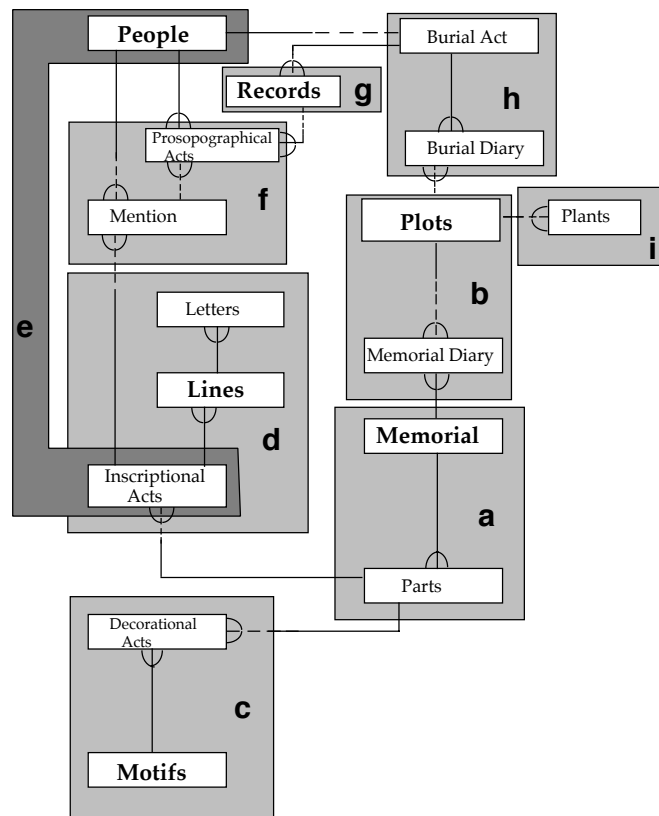 People
Burial Act
Records
g
h
Prosopographical
Acts
Burial Diary
Mention
f
Plots
Plants
i
b
e
Letters
Memorial Diary
Lines
d
Memorial
Inscriptional
Acts
a
Parts
Decorational
Acts
c
Motifs